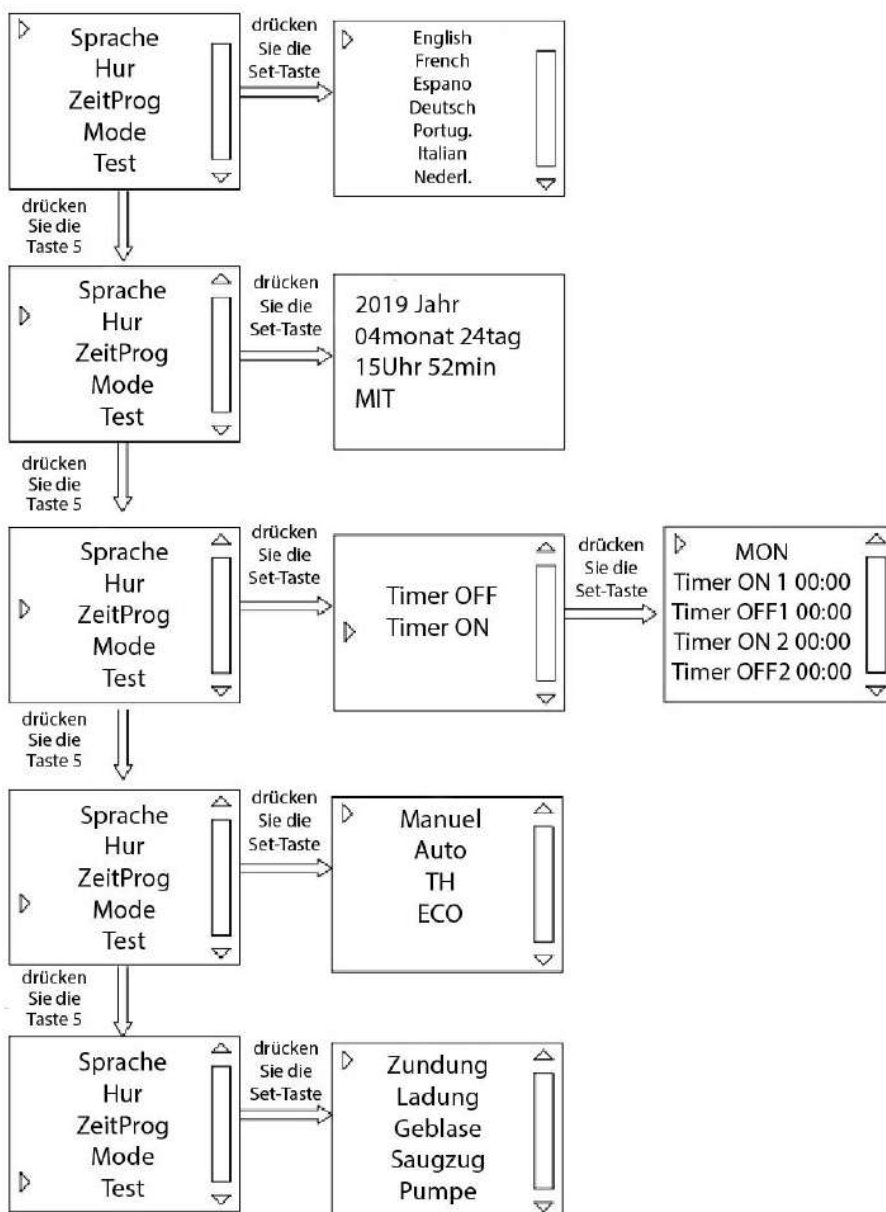 Sprache
Hur
ZeitProg
Mode
Test
drücken
Sie die
Set-Taste
English
French
Espano
Deutsch
Portug.
Italian
Nederl.
drücken
Sie die
Taste 5
Sprache
Hur
ZeitProg
Mode
Test
drücken
Sie die
Set-Taste
2019 Jahr
04monat 24tag
15Uhr 52min
MIT
drücken
Sie die
Taste 5
Sprache
Hur
ZeitProg
Mode
Test
drücken
Sie die
Set-Taste
Timer OFF
Timer ON
drücken
Sie die
Set-Taste
MON
Timer ON 1 00:00
Timer OFF1 00:00
Timer ON 2 00:00
Timer OFF2 00:00
drücken
Sie die
Taste 5
Sprache
Hur
ZeitProg
Mode
Test
drücken
Sie die
Set-Taste
Manuel
Auto
TH
ECO
drücken
Sie die
Taste 5
Sprache
Hur
ZeitProg
Mode
Test
drücken
Sie die
Set-Taste
Zundung
Ladung
Geblase
Saugzug
Pumpe